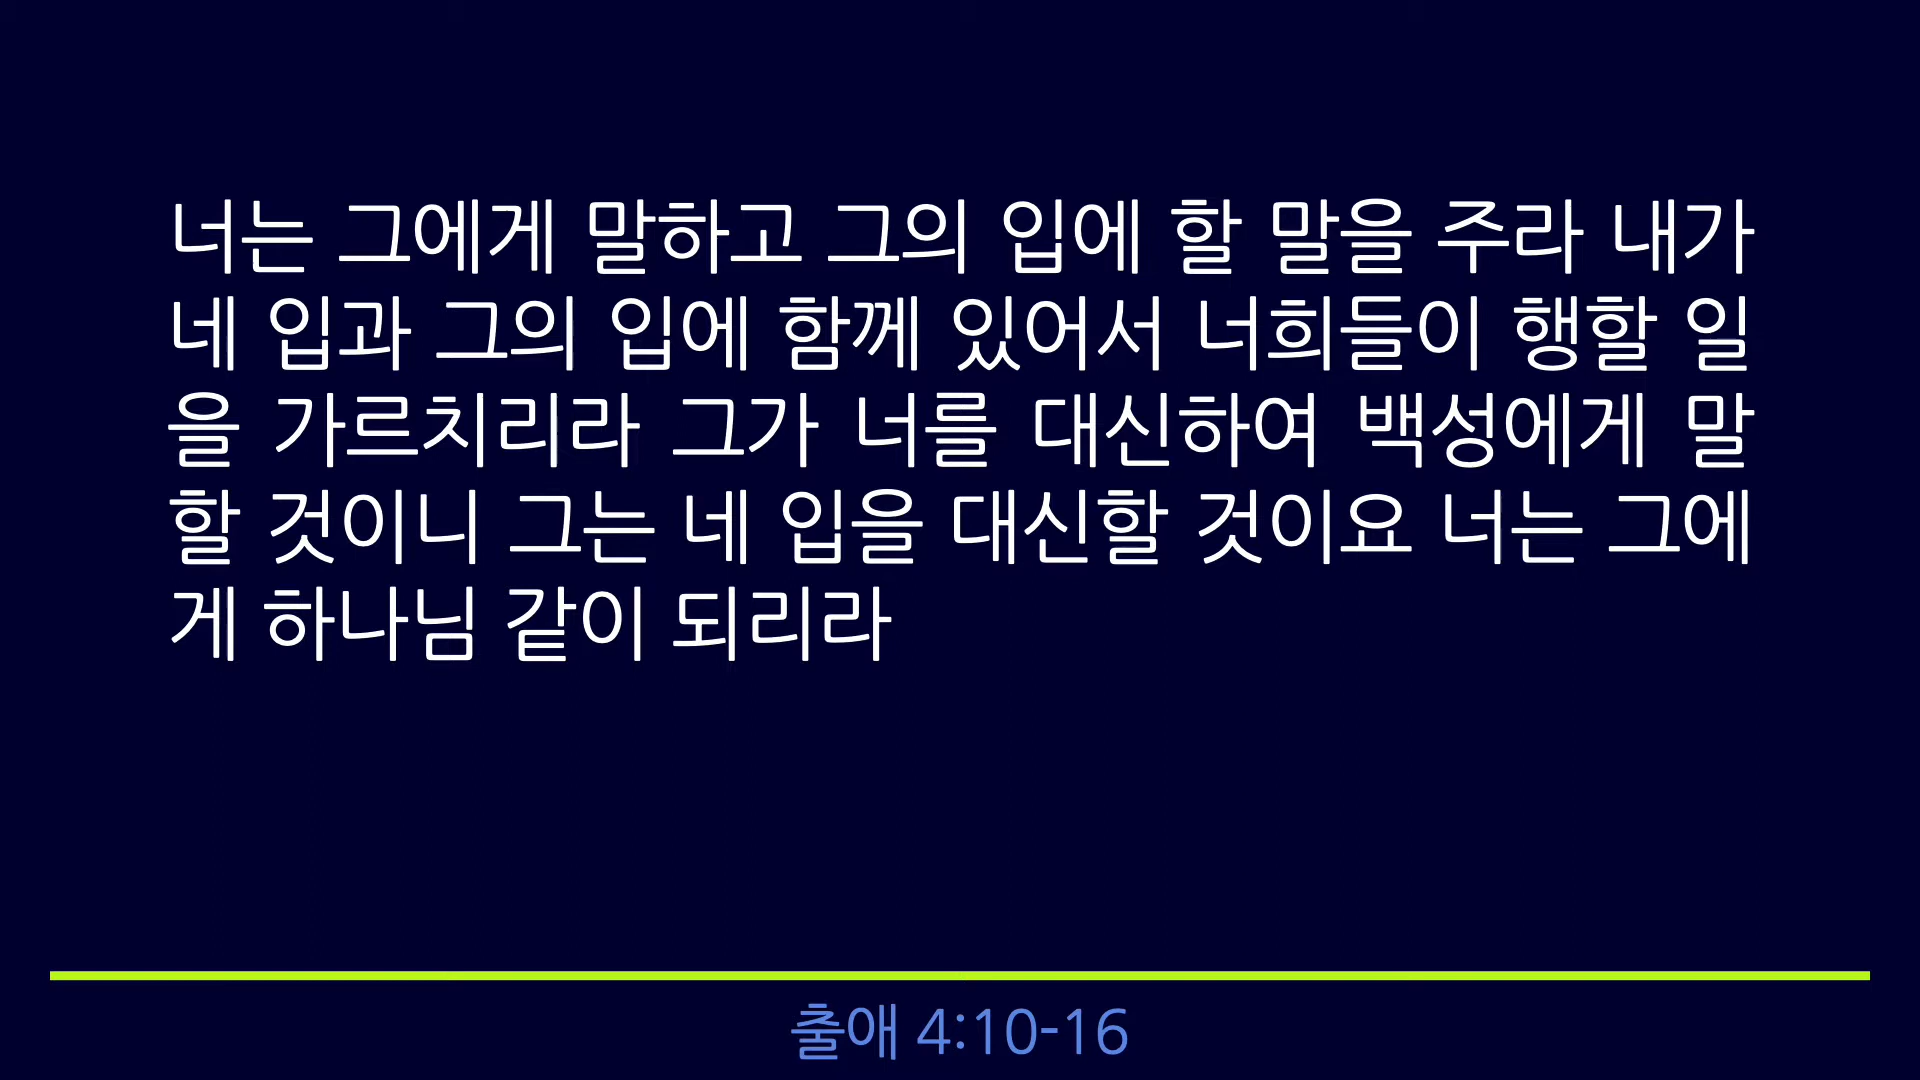 너는 그에게 말하고 그의 입에 할 말을 주라 내가
네 입과 그의 입에 함께 있어서 너희들이 행할 일
을 가르치리라 그가 너를 대신하여 백성에게 말
할 것이니 그는 네 입을 대신할 것이요 너는 그에
게 하나님 같이 되리라
출애 4:10-16